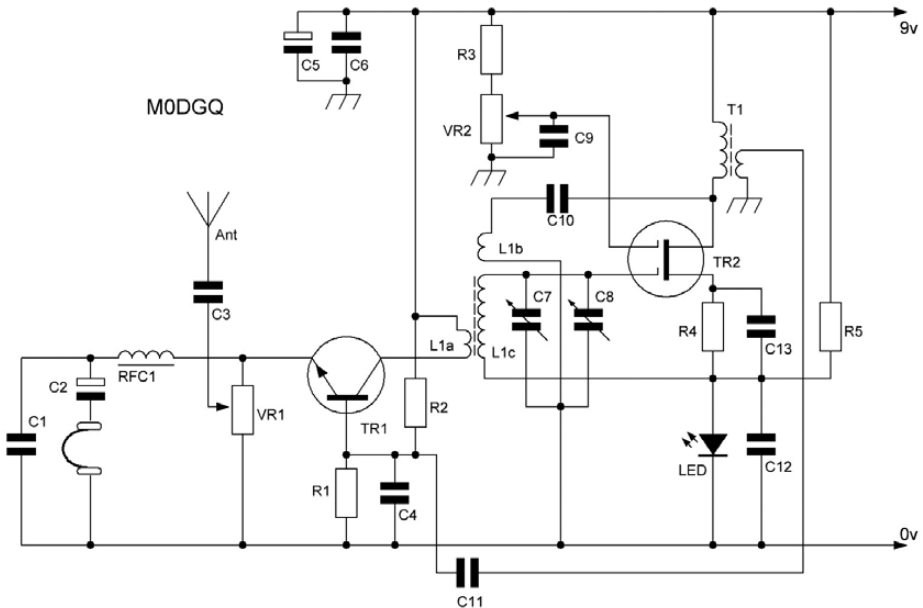 9v
R3
C5
C6
T1
M0DGQ
VR2
C9
C10
Ant
L1b
TR2
C3
C7
C8
R4
R5
C13
L1a
L1c
RFC1
C2
VR1
R2
C1
TR1
LED
C12
R1
C4
0v
C11